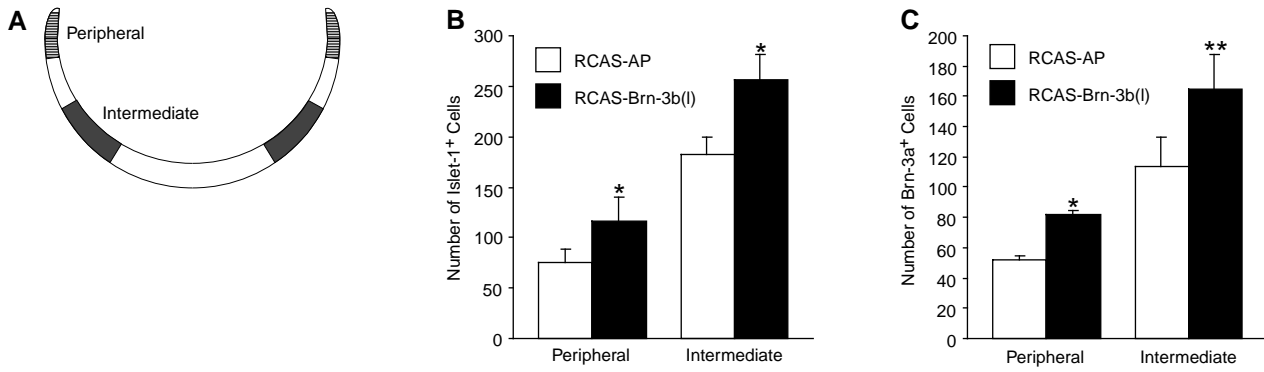 A
Peripheral
Intermediate
B
300
250
200
150
100
50
0
Number of Islet-1+ Cells
RCAS-AP
RCAS-Brn-3b(l)
*
*
Peripheral
Intermediate
C
200
180
160
140
120
100
80
60
40
20
0
Number of Brn-3a+ Cells
RCAS-AP
RCAS-Brn-3b(l)
*
**
Peripheral
Intermediate